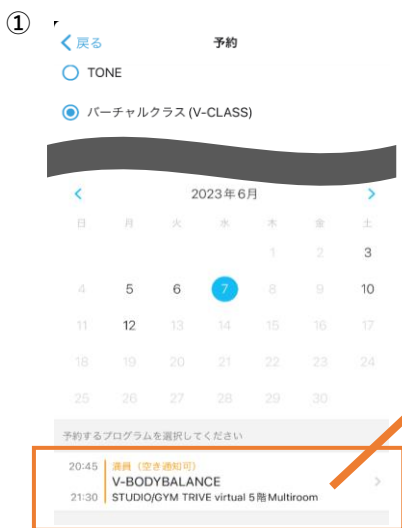 ①
戻る 予約
TONE
バーチャルクラス (V-CLASS)
2023年6月
日 月 火 水 木 金 土
1 2 3
4 5 6 7 8 9 10
11 12 13 14 15 16 17
18 19 20 21 22 23 24
25 26 27 28 29 30
予約するプログラムを選択してください
20:45 満員（空き通知可）
V-BODYBALANCE
21:30 STUDIO/GYM TRIVE virtual 5階Multiroom